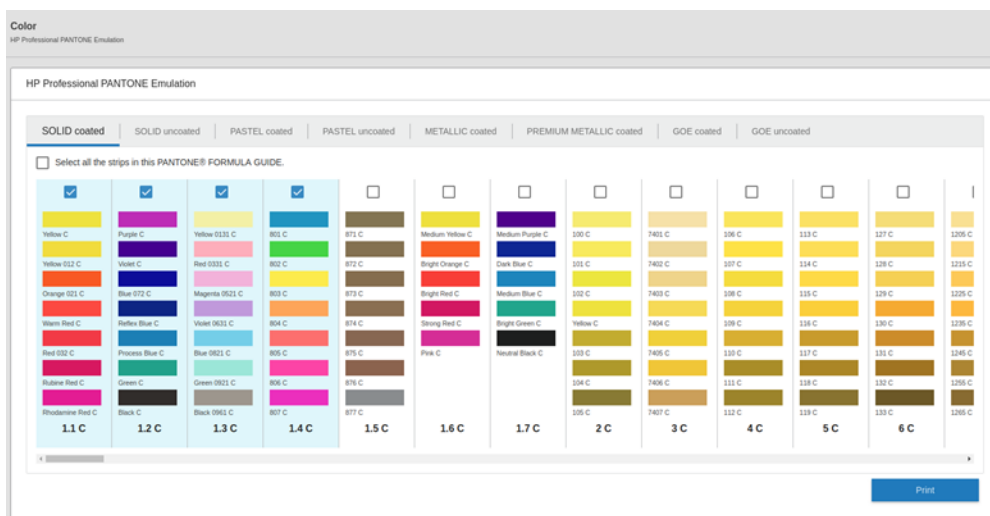 Color
HP Professional PANTONE Emulation
HP Professional PANTONE Emulation
SOLID coated SOLID uncoated PASTEL coated PASTEL uncoated METALLIC coated PREMIUM METALLIC coated GOE coated GOE uncoated
Select all the strips in this PANTONE® FORMULA GUIDE.
Yellow C Purple C Yellow 0131 C 801 C 871 C Medium Yellow C Medium Purple C 100 C 7401 C 106 C 113 C 127 C 1205 C
Yellow 012 C Violet C Red 0331 C 802 C 872 C Bright Orange C Dark Blue C 101 C 7402 C 107 C 114 C 128 C 1215 C
Orange 021 C Blue 072 C Magenta 0521 C 803 C 873 C Bright Red C Medium Blue C 102 C 7403 C 108 C 115 C 129 C 1225 C
Warm Red C Reflex Blue C Violet 0631 C 804 C 874 C Strong Red C Bright Green C Yellow C 7404 C 109 C 116 C 130 C 1235 C
Red 032 C Process Blue C Blue 0821 C 805 C 875 C Pink C Neutral Black C 103 C 7405 C 110 C 117 C 131 C 1245 C
Rubine Red C Green C Green 0921 C 806 C 876 C 104 C 7406 C 111 C 118 C 132 C 1255 C
Rhodamine Red C Black C Black 0961 C 807 C 877 C 105 C 7407 C 112 C 119 C 133 C 1265 C
1.1 C 1.2 C 1.3 C 1.4 C 1.5 C 1.6 C 1.7 C 2 C 3 C 4 C 5 C 6 C
Print